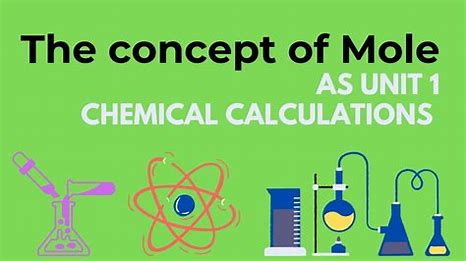 The concept of Mole
AS UNIT 1
CHEMICAL CALCULATIONS